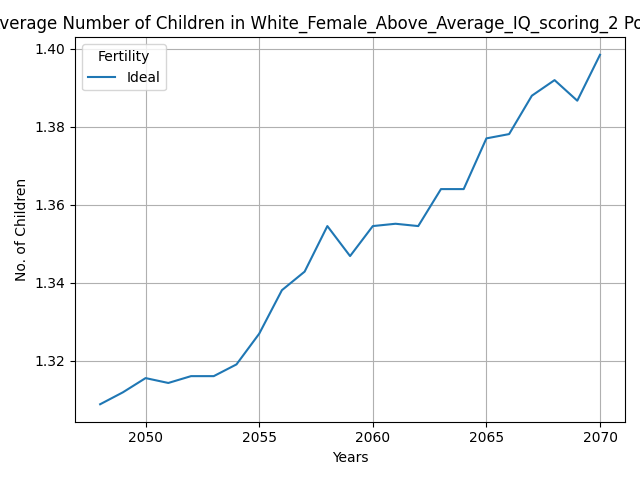 verage Number of Children in White_Female_Above_Average_IQ_scoring_2 Po
Fertility
Ideal
No. of Children
1.40
1.38
1.36
1.34
1.32
2050 2055 2060 2065 2070
Years